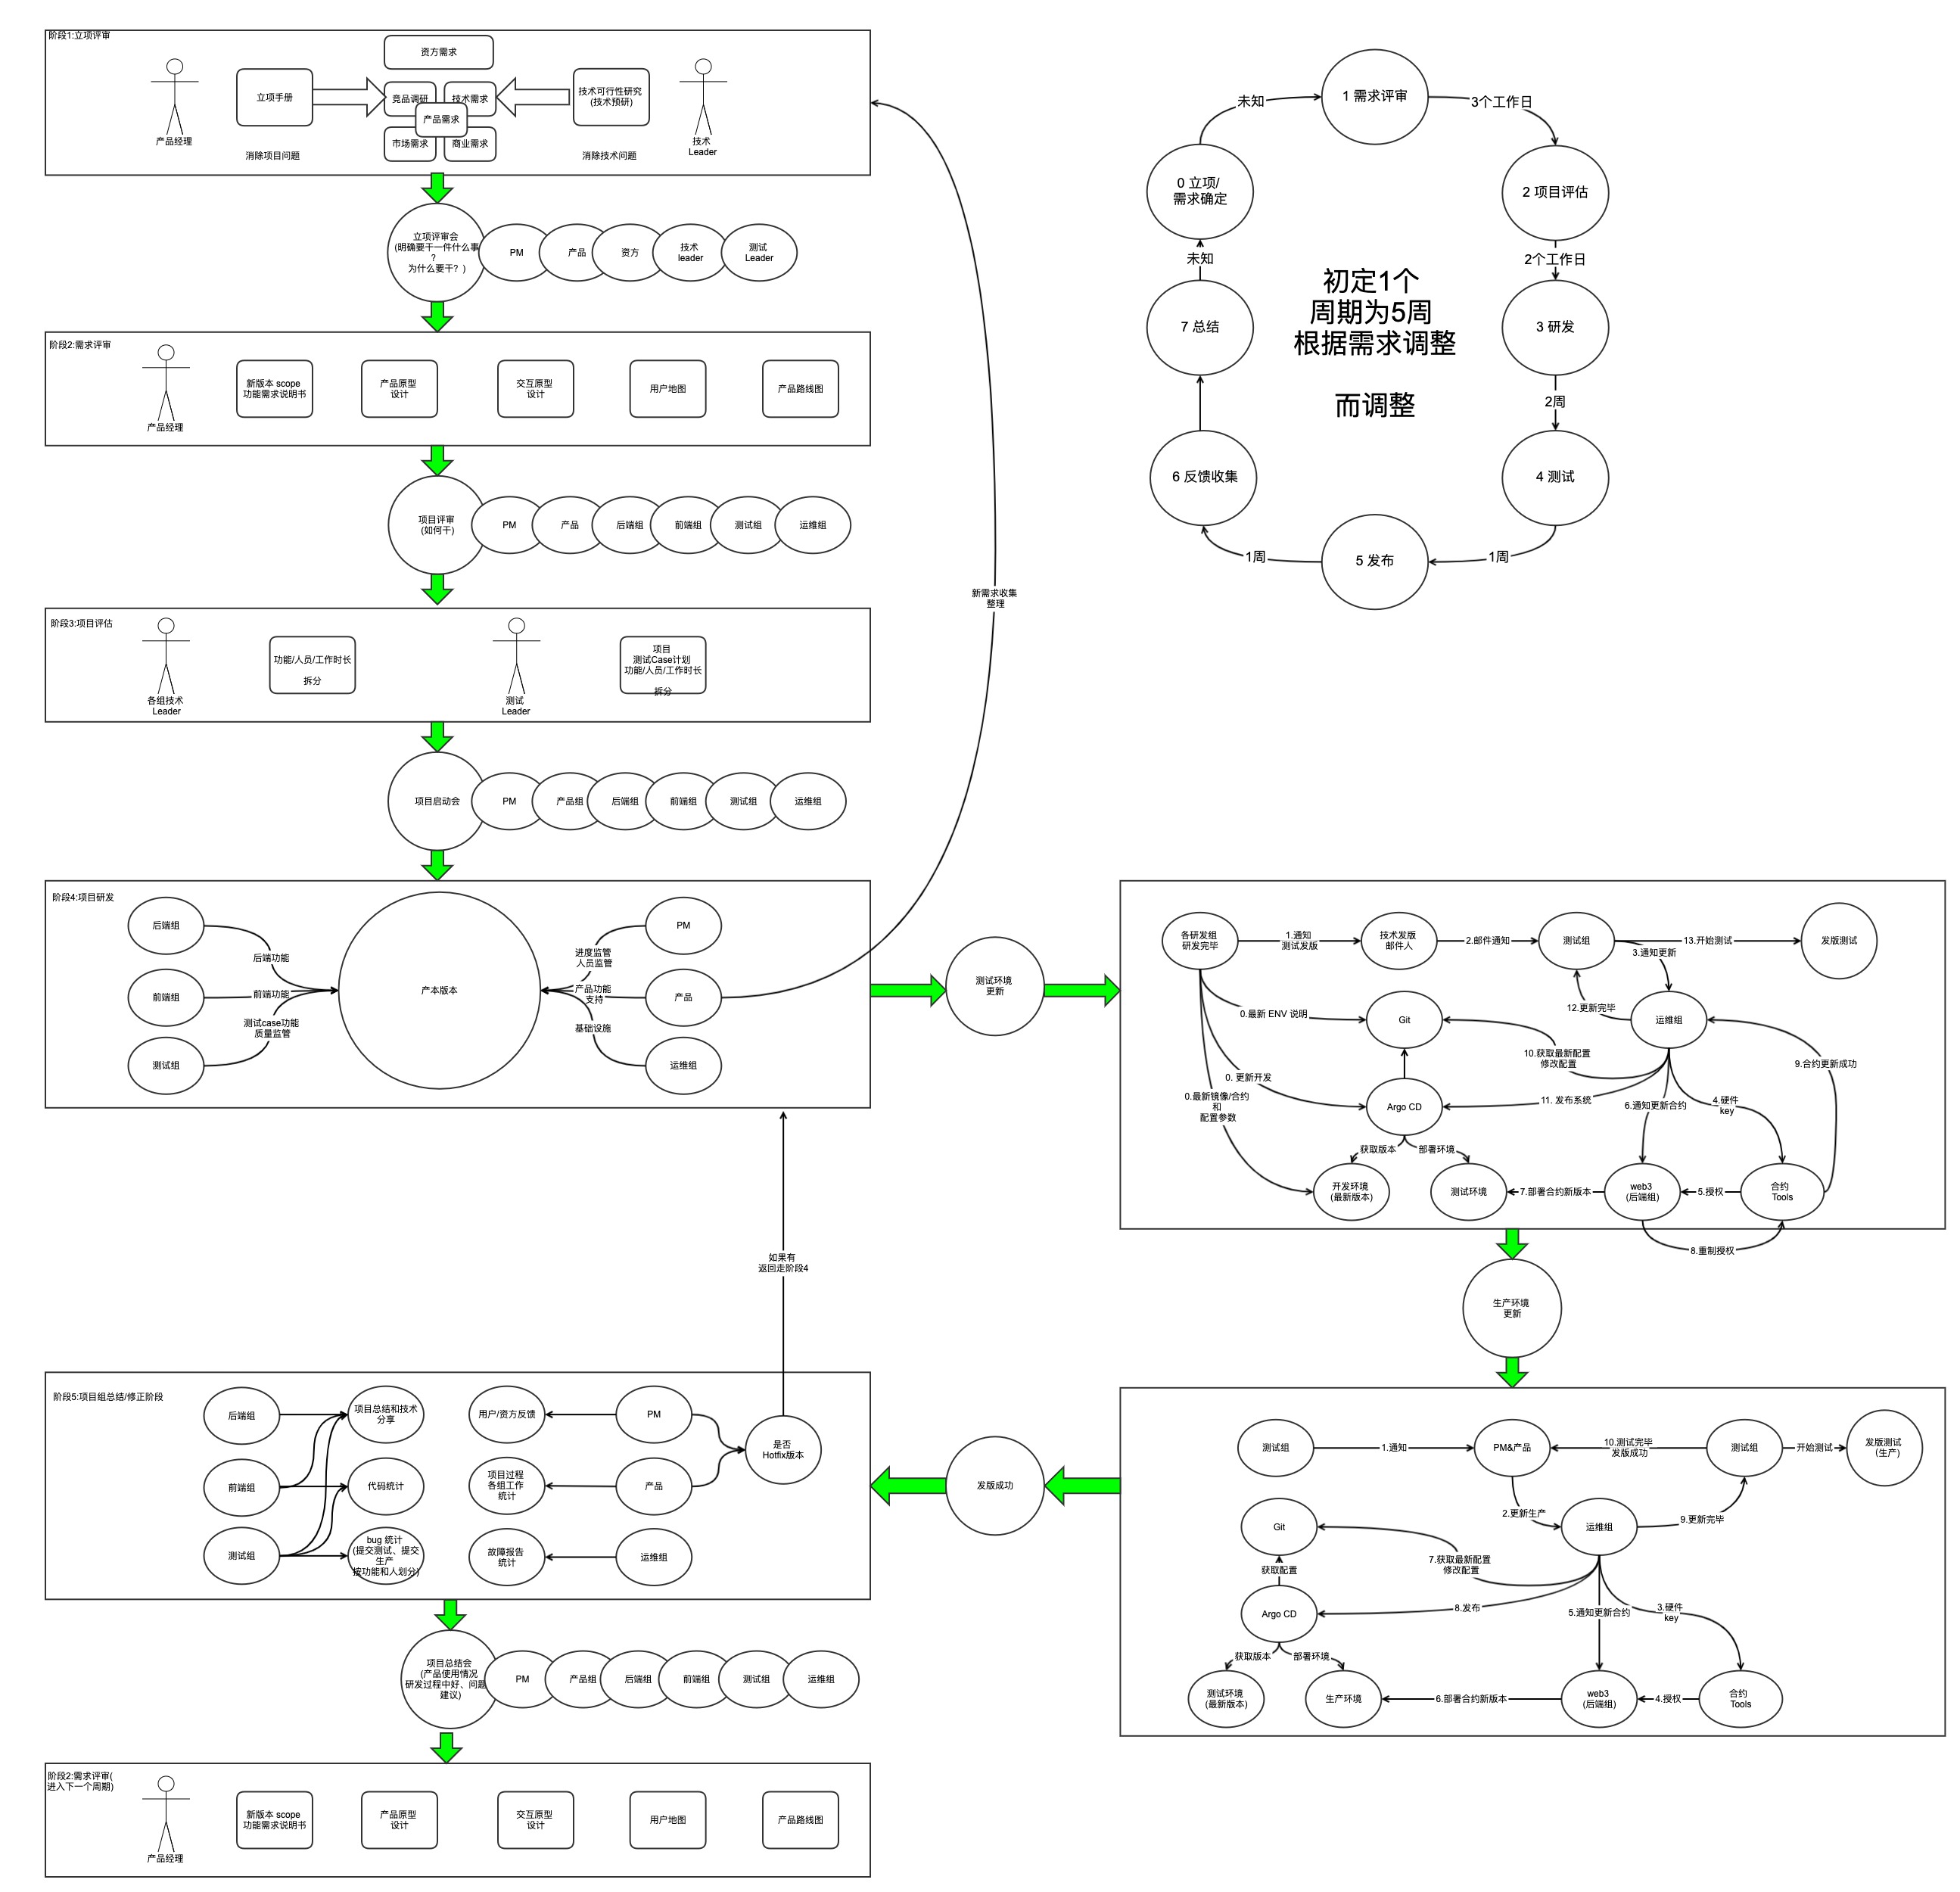 阶段1:立项评审
资方需求
产品经理
立项手册
竞品调研
技术需求
产品需求
市场需求
商业需求
技术可行性研究
(技术预研)
技术
Leader
消除项目问题
消除技术问题
立项评审会
(明确要干一件什么事
?
为什么要干? )
PM
产品
资方
技术
leader
测试
Leader
阶段2:需求评审
产品经理
新版本 scope
功能需求说明书
产品原型
设计
交互原型
设计
用户地图
产品路线图
项目评审
(如何干)
PM
产品
后端组
前端组
测试组
运维组
阶段3:项目评估
各组技术
Leader
功能/人员/工作时长
拆分
测试
Leader
项目
测试Case计划
功能/人员/工作时长
拆分
项目启动会
PM
产品组
后端组
前端组
测试组
运维组
阶段4:项目研发
后端组
前端组
测试组
后端功能
前端功能
测试case功能
质量监管
产本版本
进度监管
人员监管
产品功能
支持
基础设施
PM
产品
运维组
新需求收集
整理
如果有
返回走阶段4
阶段5:项目组总结/修正阶段
后端组
前端组
测试组
项目总结和技术
分享
代码统计
bug 统计
(提交测试、提交
生产
按功能和人划分)
用户/资方反馈
项目过程
各组工作
统计
故障报告
统计
PM
产品
运维组
是否
Hotfix版本
项目总结会
(产品使用情况
研发过程中好、问题
建议)
PM
产品组
后端组
前端组
测试组
运维组
阶段2:需求评审(
进入下一个周期)
产品经理
新版本 scope
功能需求说明书
产品原型
设计
交互原型
设计
用户地图
产品路线图
1 需求评审
3个工作日
2 项目评估
2个工作日
3 研发
2周
4 测试
1周
5 发布
1周
6 反馈收集
7 总结
未知
0 立项/
需求确定
未知
初定1个
周期为5周
根据需求调整
而调整
测试环境
更新
各研发组
研发完毕
1.通知
测试发版
技术发版
邮件人
2.邮件通知
测试组
13.开始测试
发版测试
3.通知更新
12.更新完毕
运维组
0.最新 ENV 说明
Git
10.获取最新配置
修改配置
9.合约更新成功
0. 更新开发
0.最新镜像/合约
和
配置参数
Argo CD
11. 发布系统
6.通知更新合约
4.硬件
key
获取版本
部署环境
开发环境
(最新版本)
测试环境
7.部署合约新版本
web3
(后端组)
5.授权
合约
Tools
8.重制授权
生产环境
更新
测试组
1.通知
PM&产品
10.测试完毕
发版成功
测试组
开始测试
发版测试
(生产)
2.更新生产
运维组
9.更新完毕
Git
7.获取最新配置
修改配置
获取配置
Argo CD
8.发布
5.通知更新合约
3.硬件
key
获取版本
部署环境
测试环境
(最新版本)
生产环境
6.部署合约新版本
web3
(后端组)
4.授权
合约
Tools
发版成功